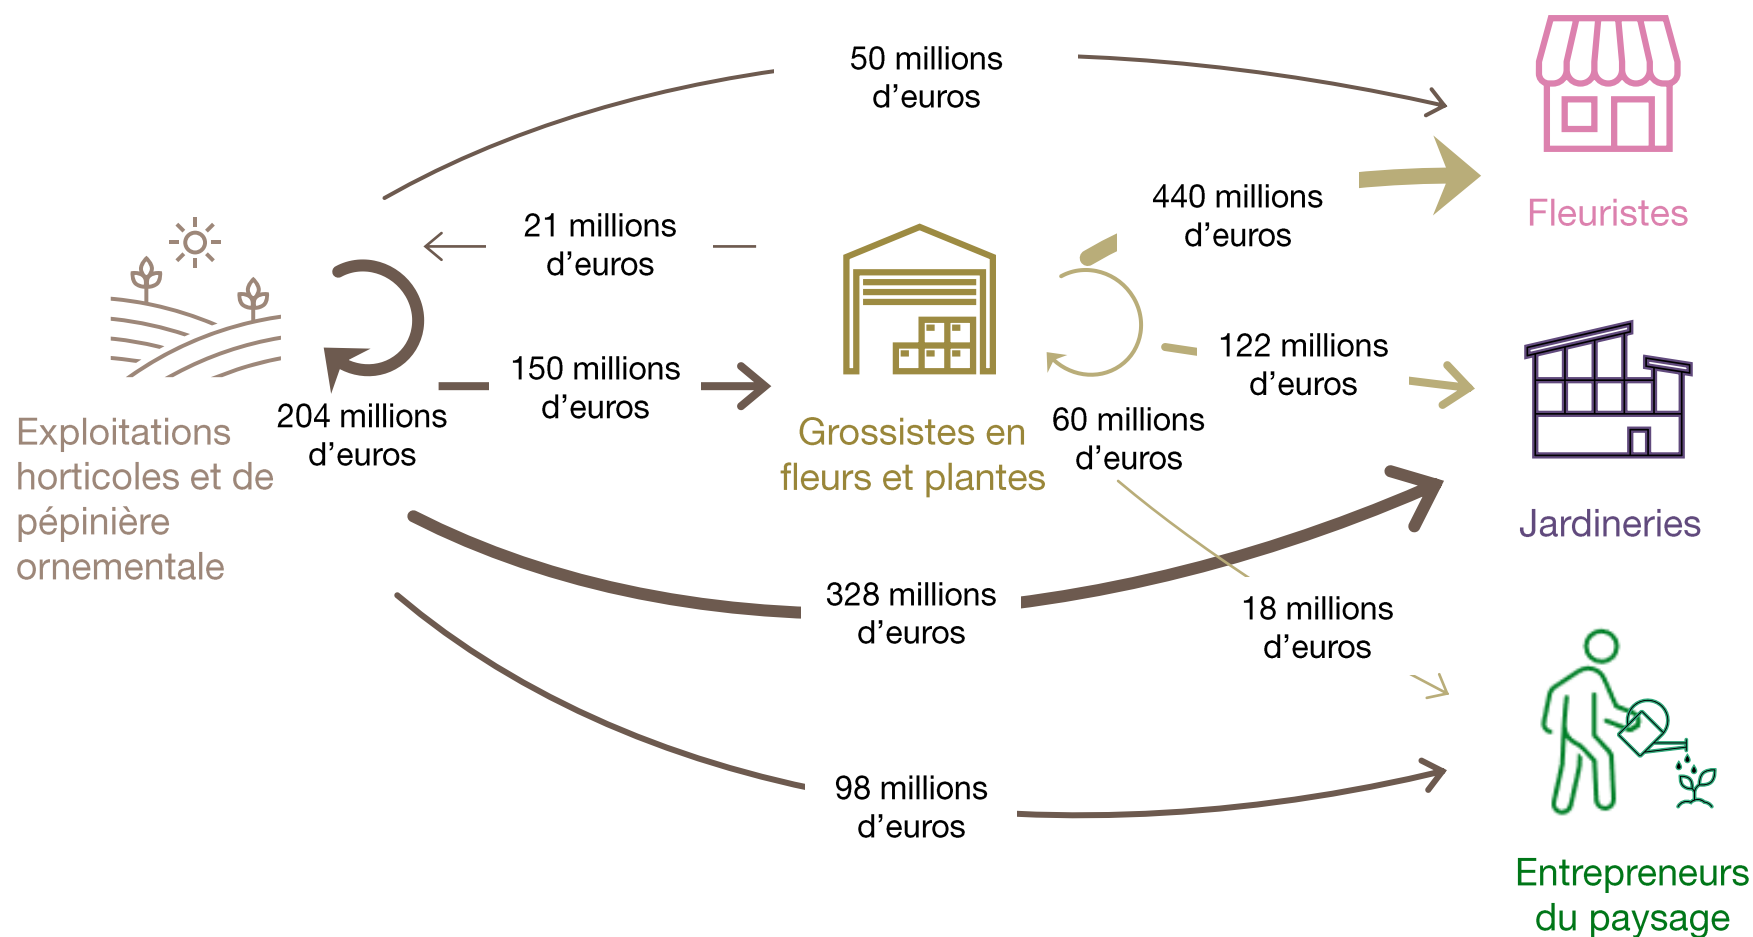 50 millions
d’euros
440 millions
d’euros
Fleuristes
21 millions
d’euros
122 millions
d’euros
150 millions
d’euros
204 millions
d’euros
60 millions
d’euros
Exploitations
horticoles et de
pépinière
ornementale
Grossistes en
fleurs et plantes
Jardineries
328 millions
d’euros
18 millions
d’euros
98 millions
d’euros
Entrepreneurs
du paysage